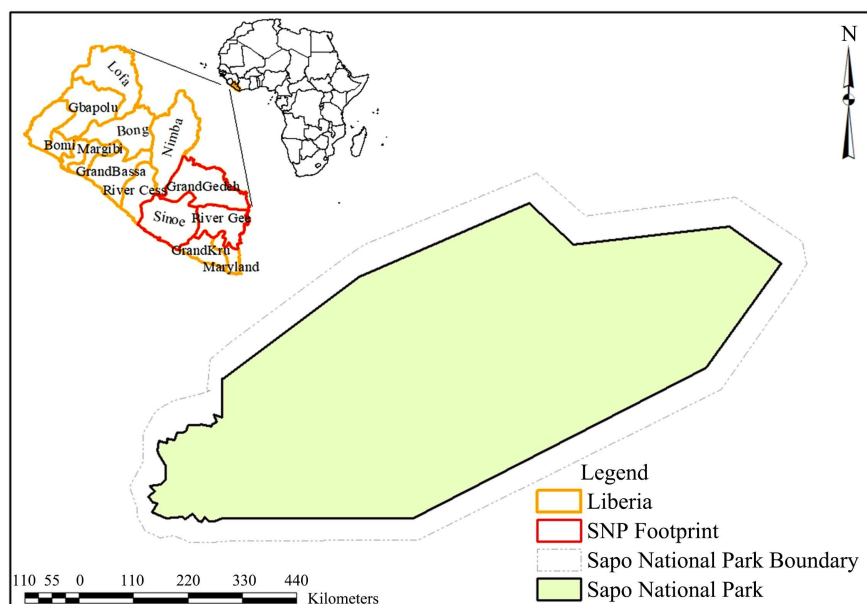 N
Lofa
Gbapolu
Bong
Nimba
Bomi
Margibi
GrandBassa
River Cess
GrandGedeh
Sinoe
River Gee
GrandKru
Maryland
Legend
Liberia
SNP Footprint
Sapo National Park Boundary
Sapo National Park
110 55 0 110 220 330 440
Kilometers